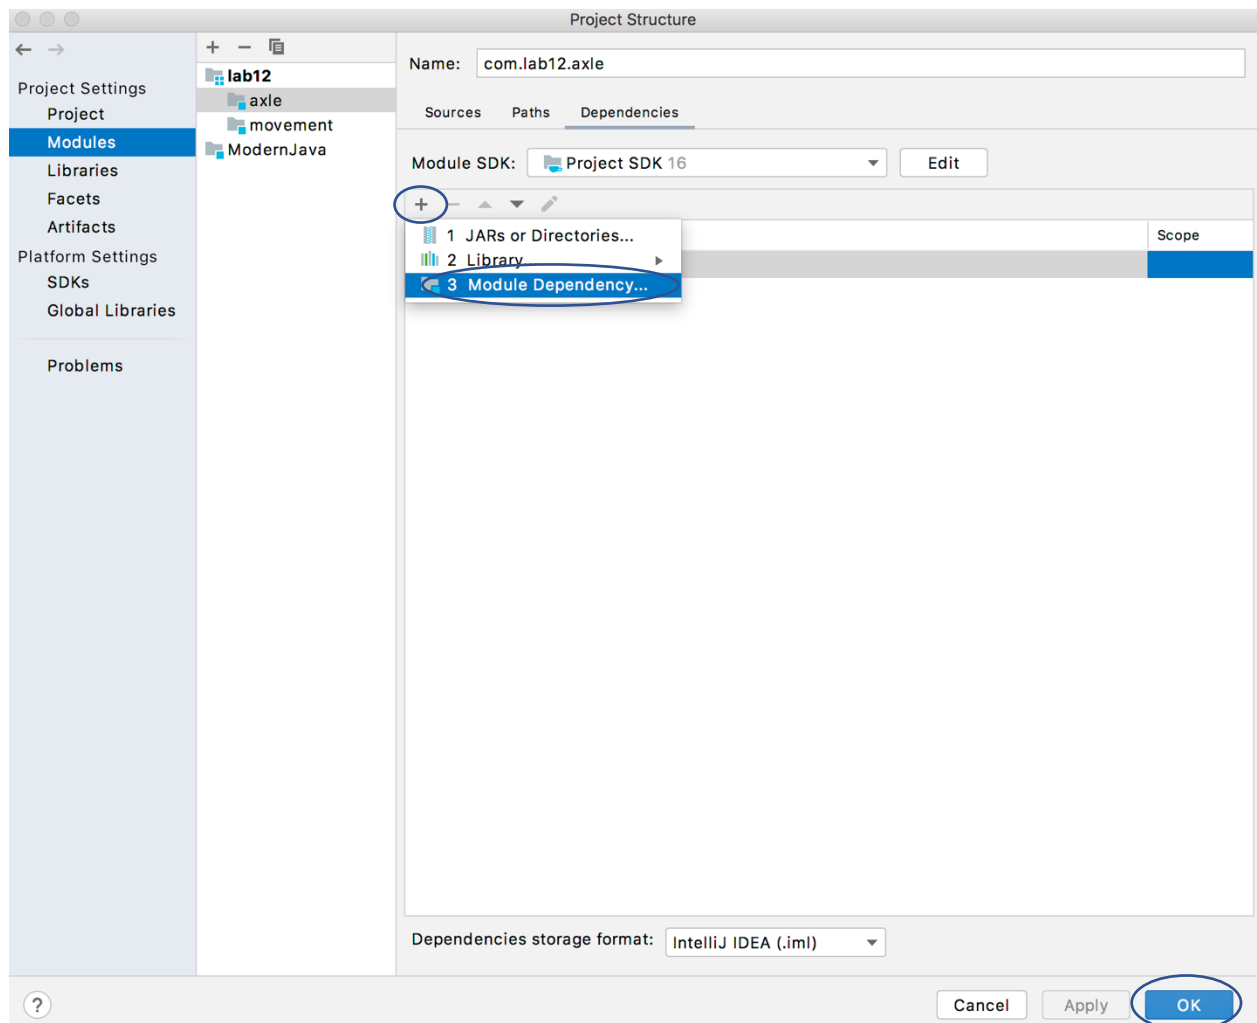 Project Structure
Project Settings
Project
Modules
Libraries
Facets
Artifacts
Platform Settings
SDKs
Global Libraries
Problems
lab12
axle
movement
ModernJava
Name: com.lab12.axle
Sources Paths Dependencies
Module SDK: Project SDK 16 Edit
1 JARs or Directories...
2 Library
3 Module Dependency...
Scope
Dependencies storage format: IntelliJ IDEA (.iml)
? Cancel Apply OK